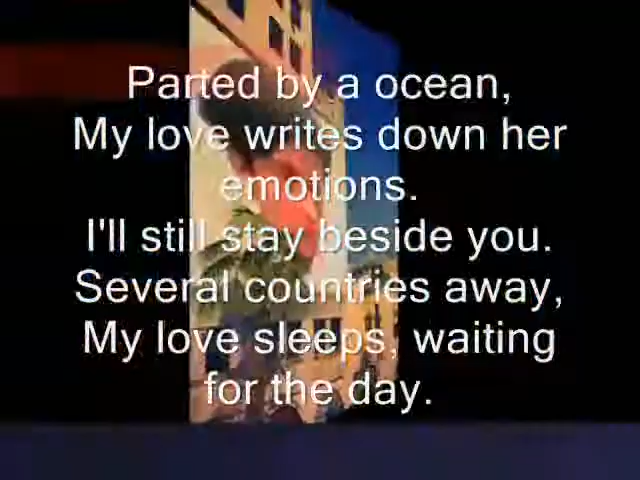 Parted by a ocean,
My love writes down her
emotions.
I'll still stay beside you.
Several countries away,
My love sleeps, waiting
for the day.